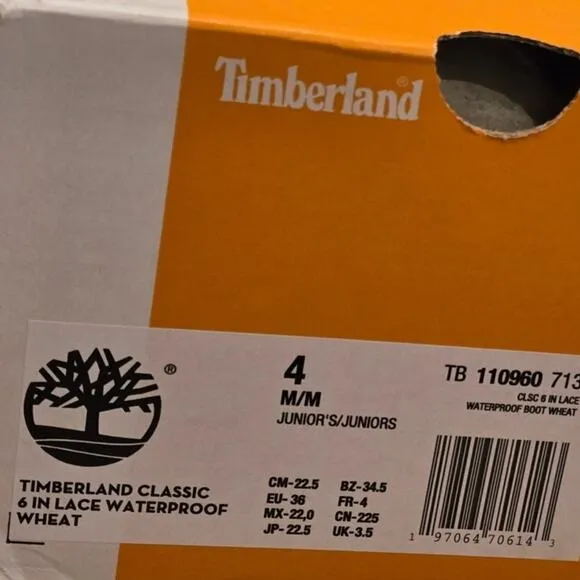 Timberland®
®
4
M/M
JUNIOR'S/JUNIORS
TB 110960 713
CLSC 6 IN LACE
WATERPROOF BOOT WHEAT
TIMBERLAND CLASSIC
6 IN LACE WATERPROOF
WHEAT
CM-22.5 BZ-34.5
EU- 36 FR-4
MX-22,0 CN-225
JP- 22.5 UK-3.5
1 97064 70614 3